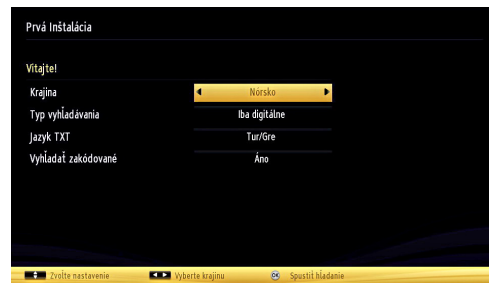 Prvá Inštalácia
Vitajte!
Krajina Nórsko
Typ vyhľadávania Iba digitálne
Jazyk TXT Tur/Gre
Vyhľadať zakódované Áno
Zvoľte nastavenie Vyberte krajinu OK Spustiť hľadanie